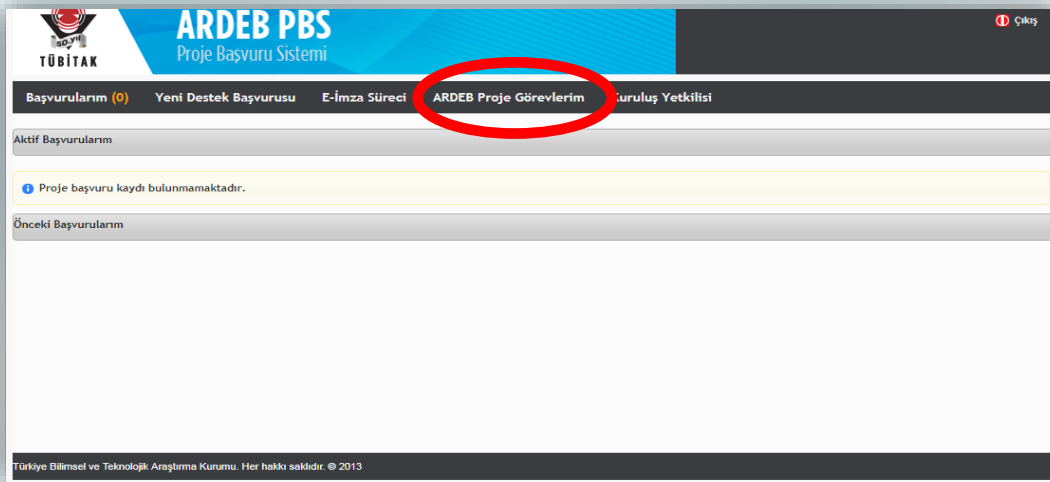 50.yıl
TÜBİTAK
ARDEB PBS
Proje Başvuru Sistemi
Çıkış
Başvurularım (0) Yeni Destek Başvurusu E-İmza Süreci ARDEB Proje Görevlerim Kuruluş Yetkilisi
Aktif Başvurularım
Proje başvuru kaydı bulunmamaktadır.
Önceki Başvurularım
Türkiye Bilimsel ve Teknolojik Araştırma Kurumu. Her hakkı saklıdır. © 2013